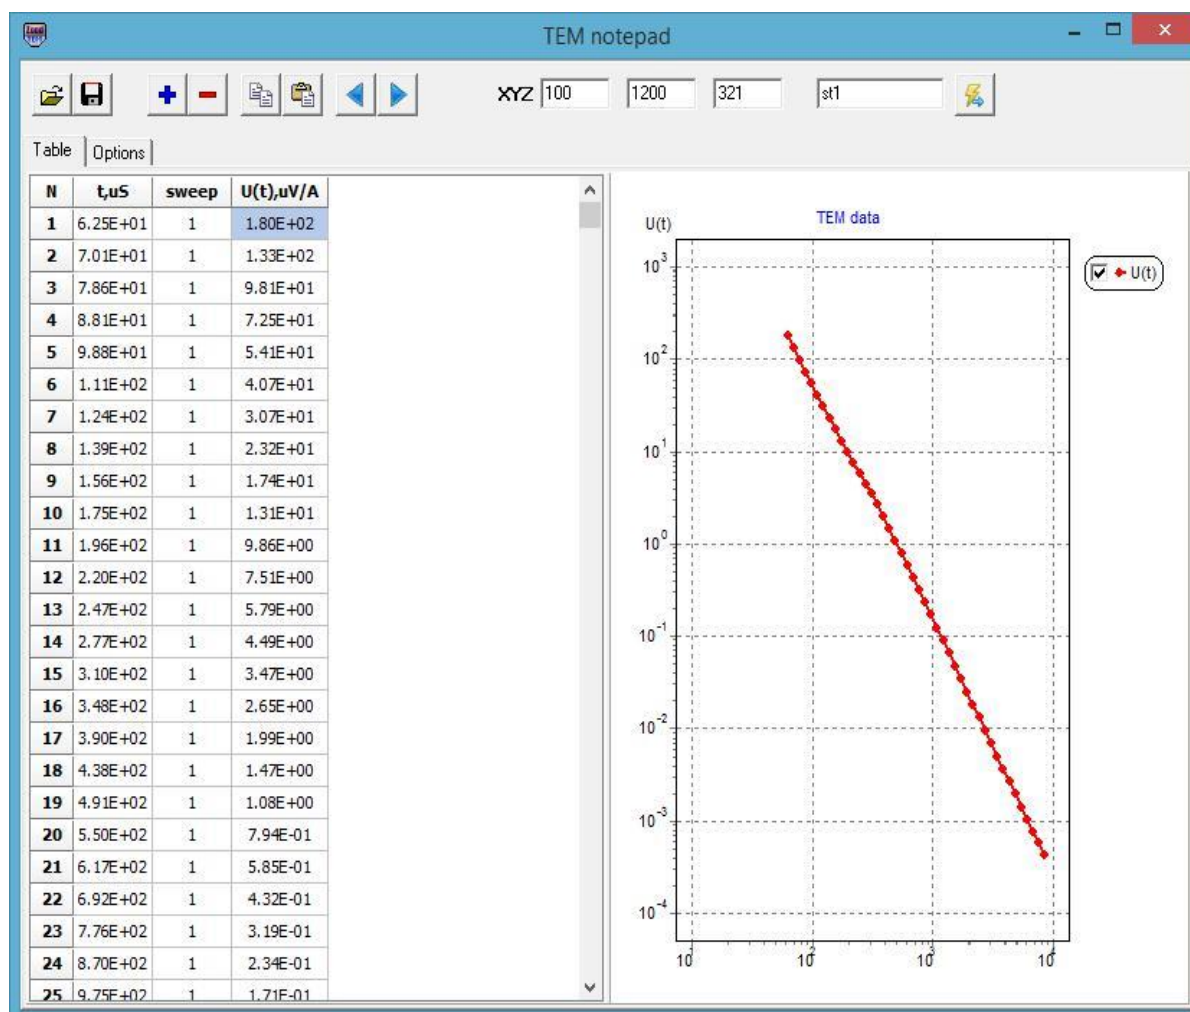 TEM notepad
XYZ 100 1200 321 st1
Table Options
N t,uS sweep U(t),uV/A
1 6.25E+01 1 1.80E+02
2 7.01E+01 1 1.33E+02
3 7.86E+01 1 9.81E+01
4 8.81E+01 1 7.25E+01
5 9.88E+01 1 5.41E+01
6 1.11E+02 1 4.07E+01
7 1.24E+02 1 3.07E+01
8 1.39E+02 1 2.32E+01
9 1.56E+02 1 1.74E+01
10 1.75E+02 1 1.31E+01
11 1.96E+02 1 9.86E+00
12 2.20E+02 1 7.51E+00
13 2.47E+02 1 5.79E+00
14 2.77E+02 1 4.49E+00
15 3.10E+02 1 3.47E+00
16 3.48E+02 1 2.65E+00
17 3.90E+02 1 1.99E+00
18 4.38E+02 1 1.47E+00
19 4.91E+02 1 1.08E+00
20 5.50E+02 1 7.94E-01
21 6.17E+02 1 5.85E-01
22 6.92E+02 1 4.32E-01
23 7.76E+02 1 3.19E-01
24 8.70E+02 1 2.34E-01
25 9.75E+02 1 1.71E-01
TEM data
U(t)
10³
10²
10¹
10⁰
10⁻¹
10⁻²
10⁻³
10⁻⁴
10¹ 10² 10³ 10⁴
U(t)